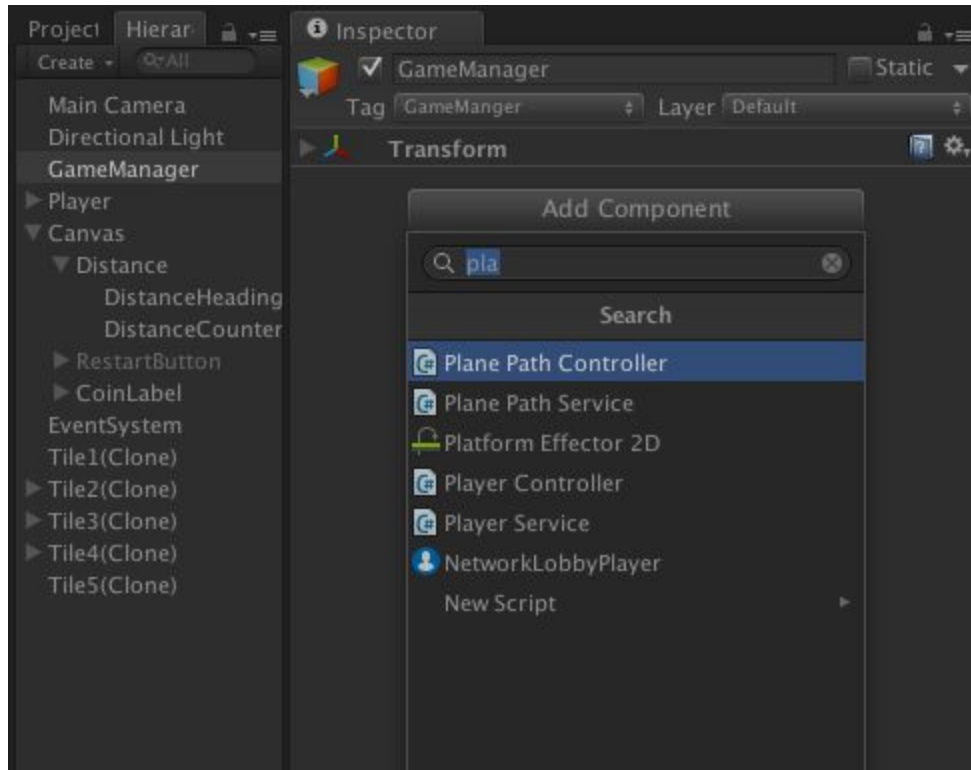 Project Hierar
Create All
Main Camera
Directional Light
GameManager
Player
Canvas
Distance
DistanceHeading
DistanceCounter
RestartButton
CoinLabel
EventSystem
Tile1(Clone)
Tile2(Clone)
Tile3(Clone)
Tile4(Clone)
Tile5(Clone)
Inspector
GameManager Static
Tag GameManger Layer Default
Transform
Add Component
pla
Search
Plane Path Controller
Plane Path Service
Platform Effector 2D
Player Controller
Player Service
NetworkLobbyPlayer
New Script